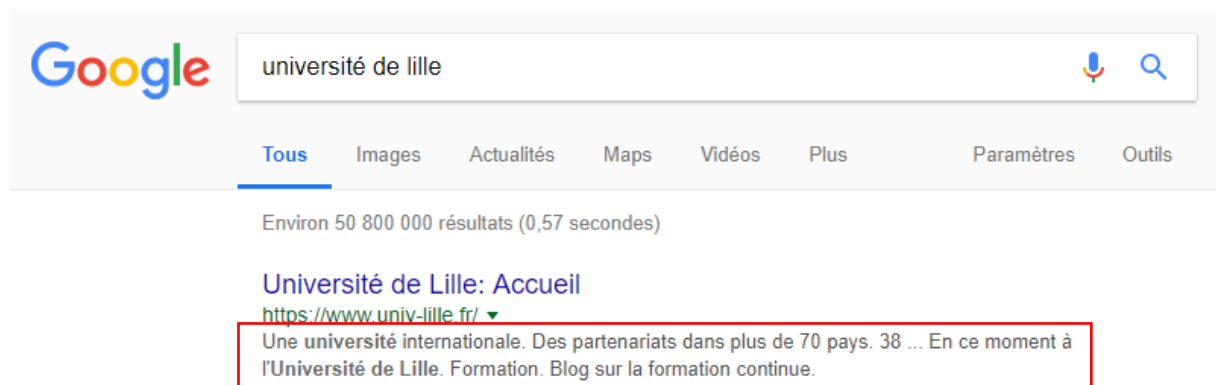 Google
université de lille
Tous Images Actualités Maps Vidéos Plus Paramètres Outils
Environ 50 800 000 résultats (0,57 secondes)
Université de Lille: Accueil
https://www.univ-lille.fr/
Une université internationale. Des partenariats dans plus de 70 pays. 38 ... En ce moment à
l'Université de Lille. Formation. Blog sur la formation continue.